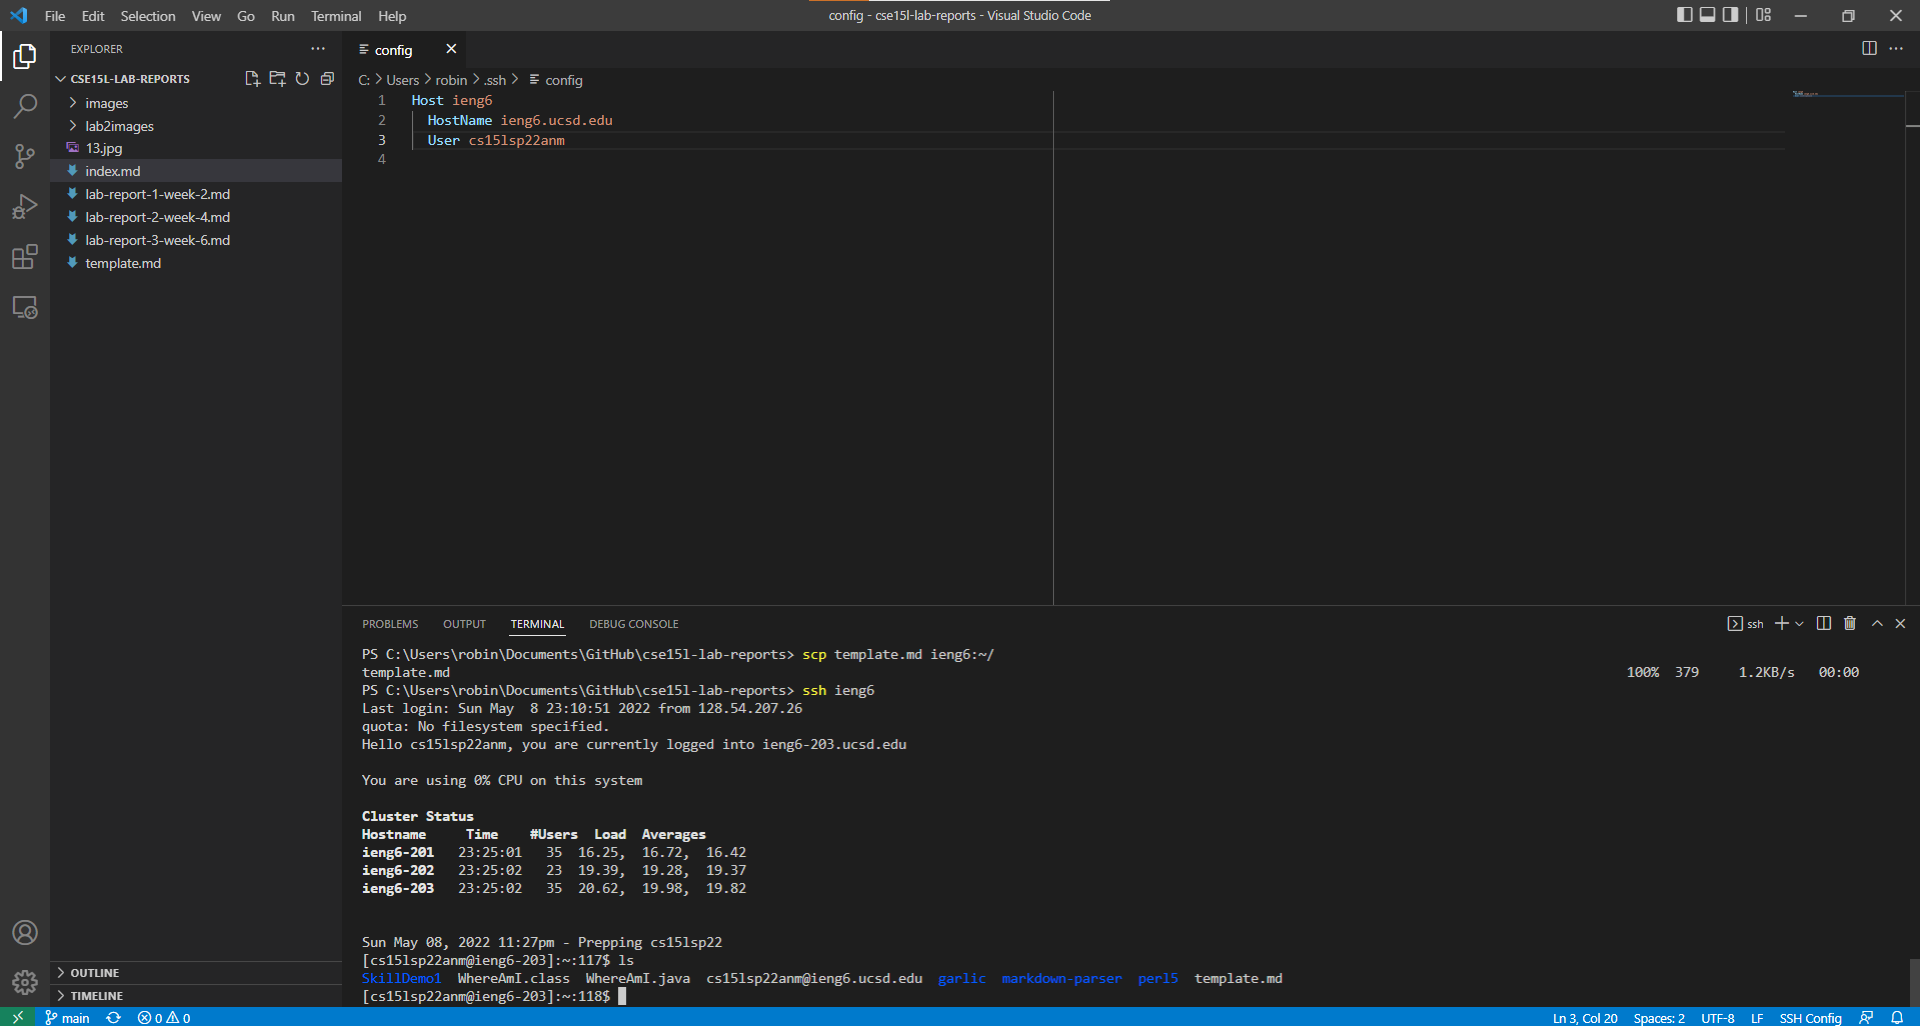 File Edit Selection View Go Run Terminal Help
config - cse15l-lab-reports - Visual Studio Code
EXPLORER
CSE15L-LAB-REPORTS
images
lab2images
13.jpg
index.md
lab-report-1-week-2.md
lab-report-2-week-4.md
lab-report-3-week-6.md
template.md
OUTLINE
TIMELINE
config
C: > Users > robin > .ssh > config
1 Host ieng6
2 HostName ieng6.ucsd.edu
3 User cs15lsp22anm
4
PROBLEMS OUTPUT TERMINAL DEBUG CONSOLE
ssh
PS C:\Users\robin\Documents\GitHub\cse15l-lab-reports> scp template.md ieng6:~/
template.md 100% 379 1.2KB/s 00:00
PS C:\Users\robin\Documents\GitHub\cse15l-lab-reports> ssh ieng6
Last login: Sun May  8 23:10:51 2022 from 128.54.207.26
quota: No filesystem specified.
Hello cs15lsp22anm, you are currently logged into ieng6-203.ucsd.edu
You are using 0% CPU on this system
Cluster Status
Hostname Time #Users Load Averages
ieng6-201 23:25:01 35 16.25, 16.72, 16.42
ieng6-202 23:25:02 23 19.39, 19.28, 19.37
ieng6-203 23:25:02 35 20.62, 19.98, 19.82
Sun May 08, 2022 11:27pm - Prepping cs15lsp22
[cs15lsp22anm@ieng6-203]:~:117$ ls
SkillDemo1 WhereAmI.class WhereAmI.java cs15lsp22anm@ieng6.ucsd.edu garlic markdown-parser perl5 template.md
[cs15lsp22anm@ieng6-203]:~:118$
main 0 0
Ln 3, Col 20 Spaces: 2 UTF-8 LF SSH Config